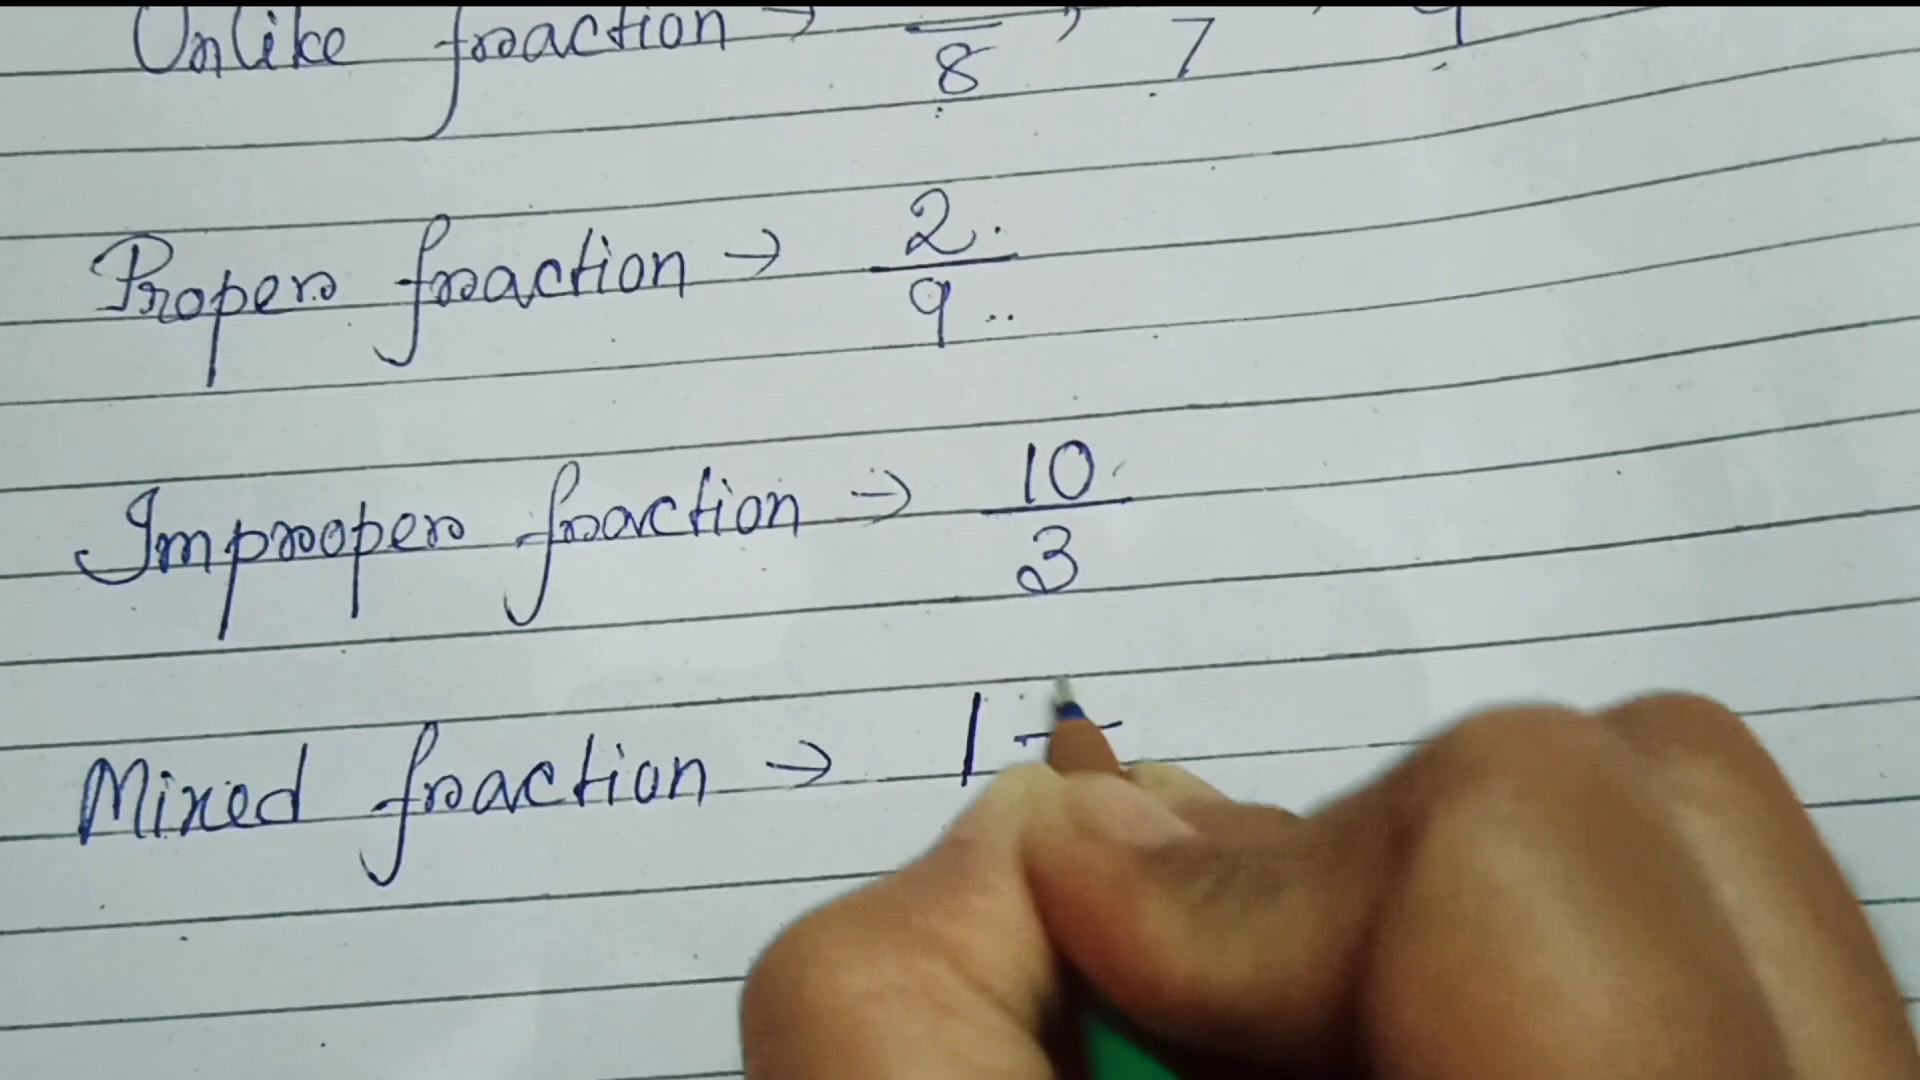 Unlike fraction → /8, /7
Proper fraction → 2/9
Improper fraction → 10/3
Mixed fraction → 1